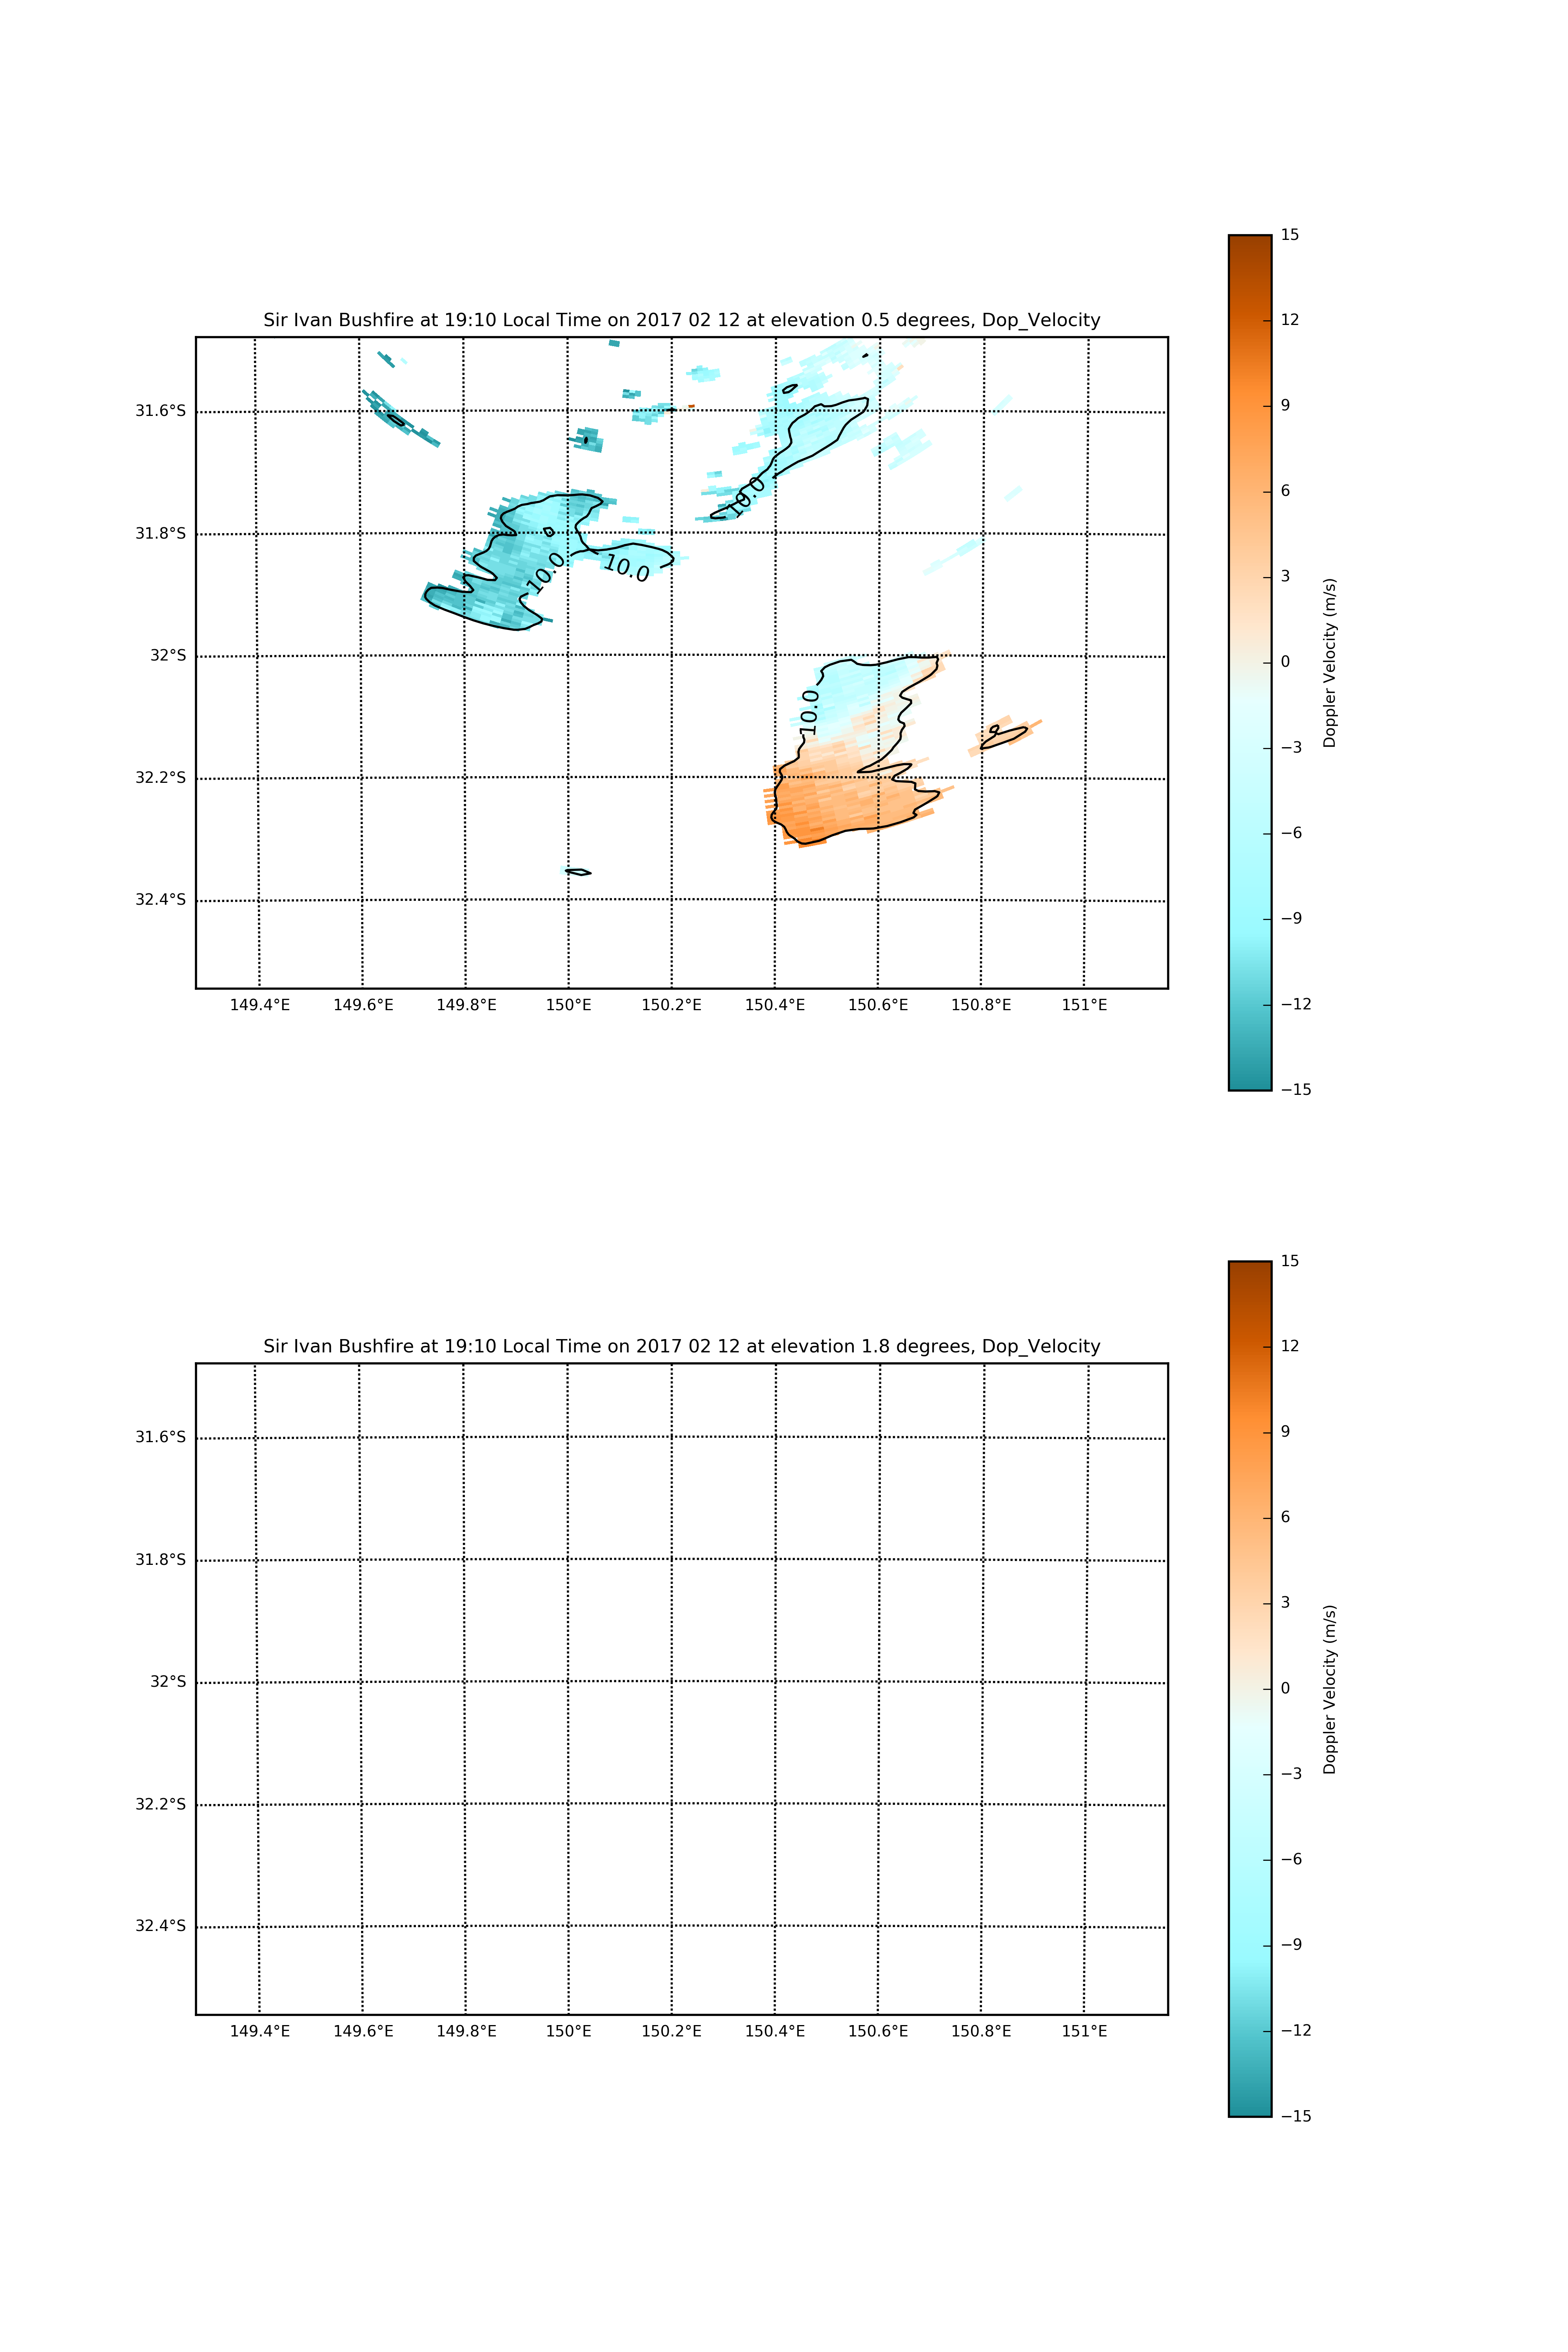 Sir Ivan Bushfire at 19:10 Local Time on 2017 02 12 at elevation 0.5 degrees, Dop_Velocity
31.6°S
31.8°S
32°S
32.2°S
32.4°S
149.4°E 149.6°E 149.8°E 150°E 150.2°E 150.4°E 150.6°E 150.8°E 151°E
10.0
10.0
10.0
10.0
15
12
9
6
3
0
−3
−6
−9
−12
−15
Doppler Velocity (m/s)
Sir Ivan Bushfire at 19:10 Local Time on 2017 02 12 at elevation 1.8 degrees, Dop_Velocity
31.6°S
31.8°S
32°S
32.2°S
32.4°S
149.4°E 149.6°E 149.8°E 150°E 150.2°E 150.4°E 150.6°E 150.8°E 151°E
15
12
9
6
3
0
−3
−6
−9
−12
−15
Doppler Velocity (m/s)